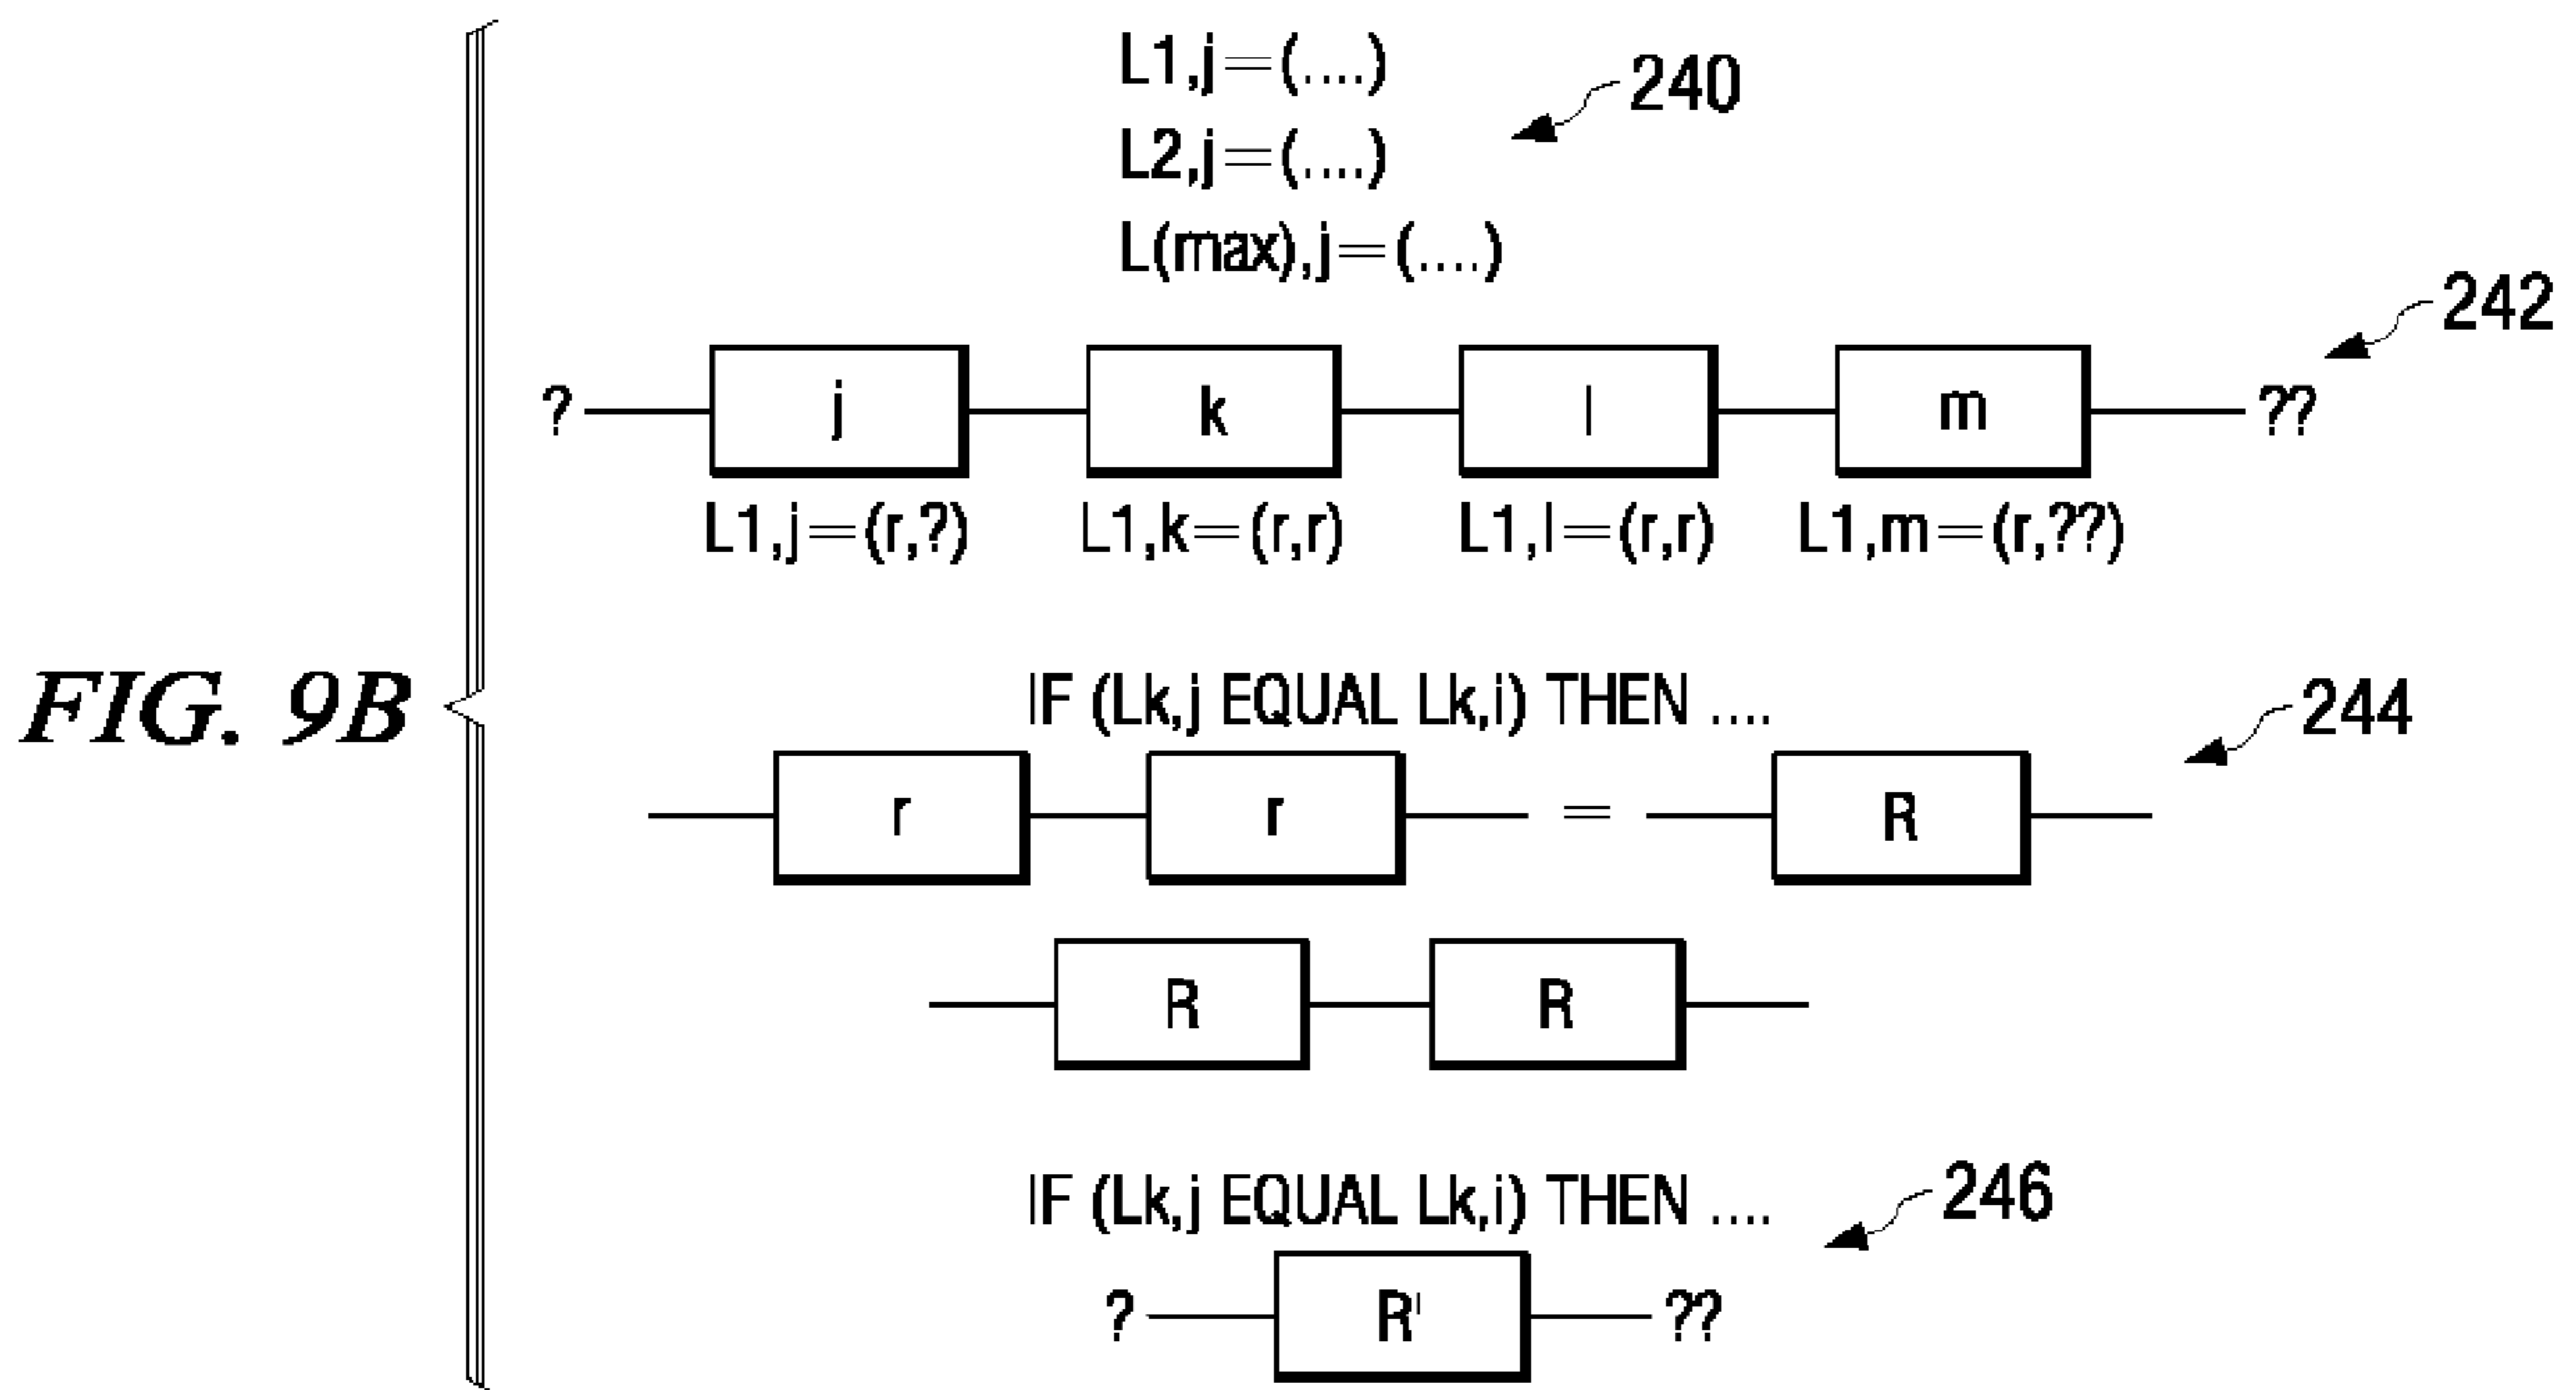 L1,j=(....)
240
L2,j=(....)
L(max),j=(....)
242
? j k l m ??
L1,j=(r,?) L1,k=(r,r) L1,l=(r,r) L1,m=(r,??)
FIG. 9B
IF (Lk,j EQUAL Lk,i) THEN ....
244
r r = R
R R
IF (Lk,j EQUAL Lk,i) THEN ....
246
? R' ??